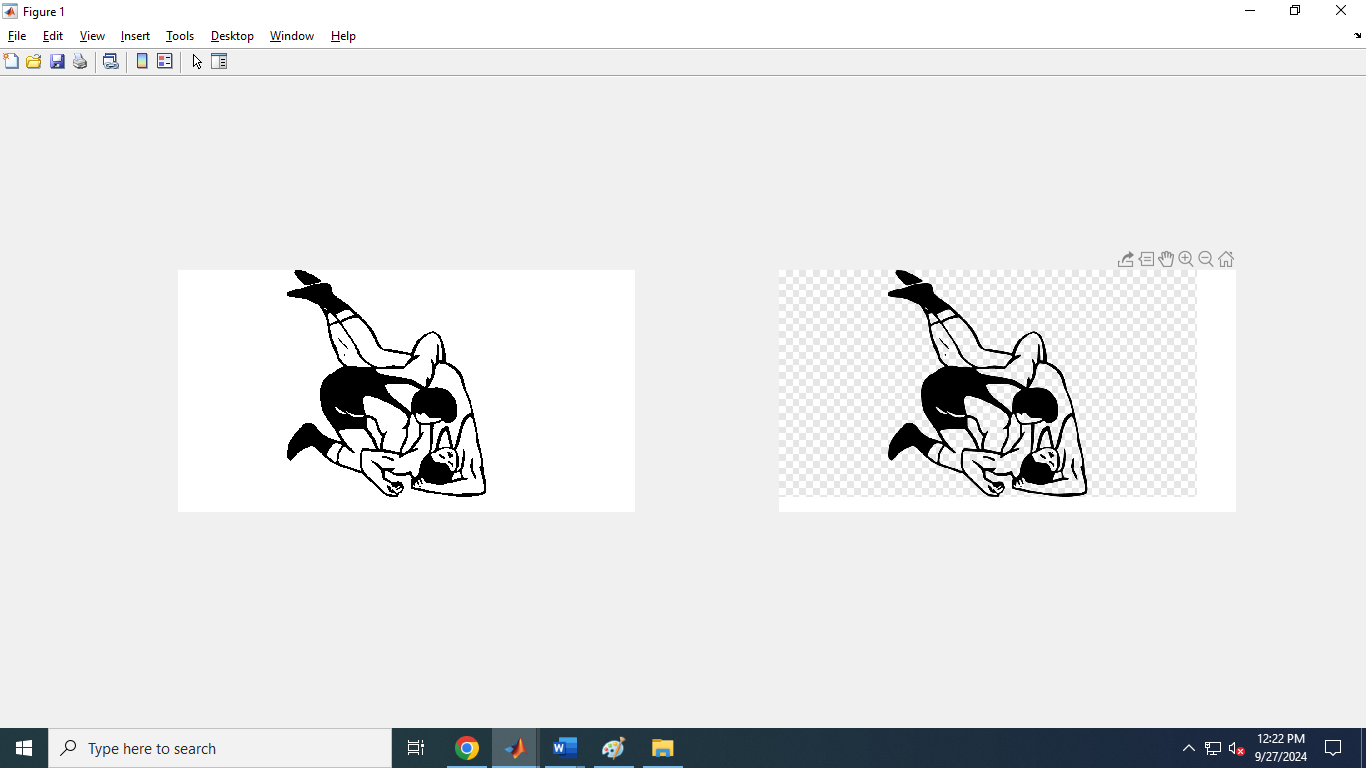 Figure 1
File Edit View Insert Tools Desktop Window Help
Type here to search
12:22 PM
9/27/2024